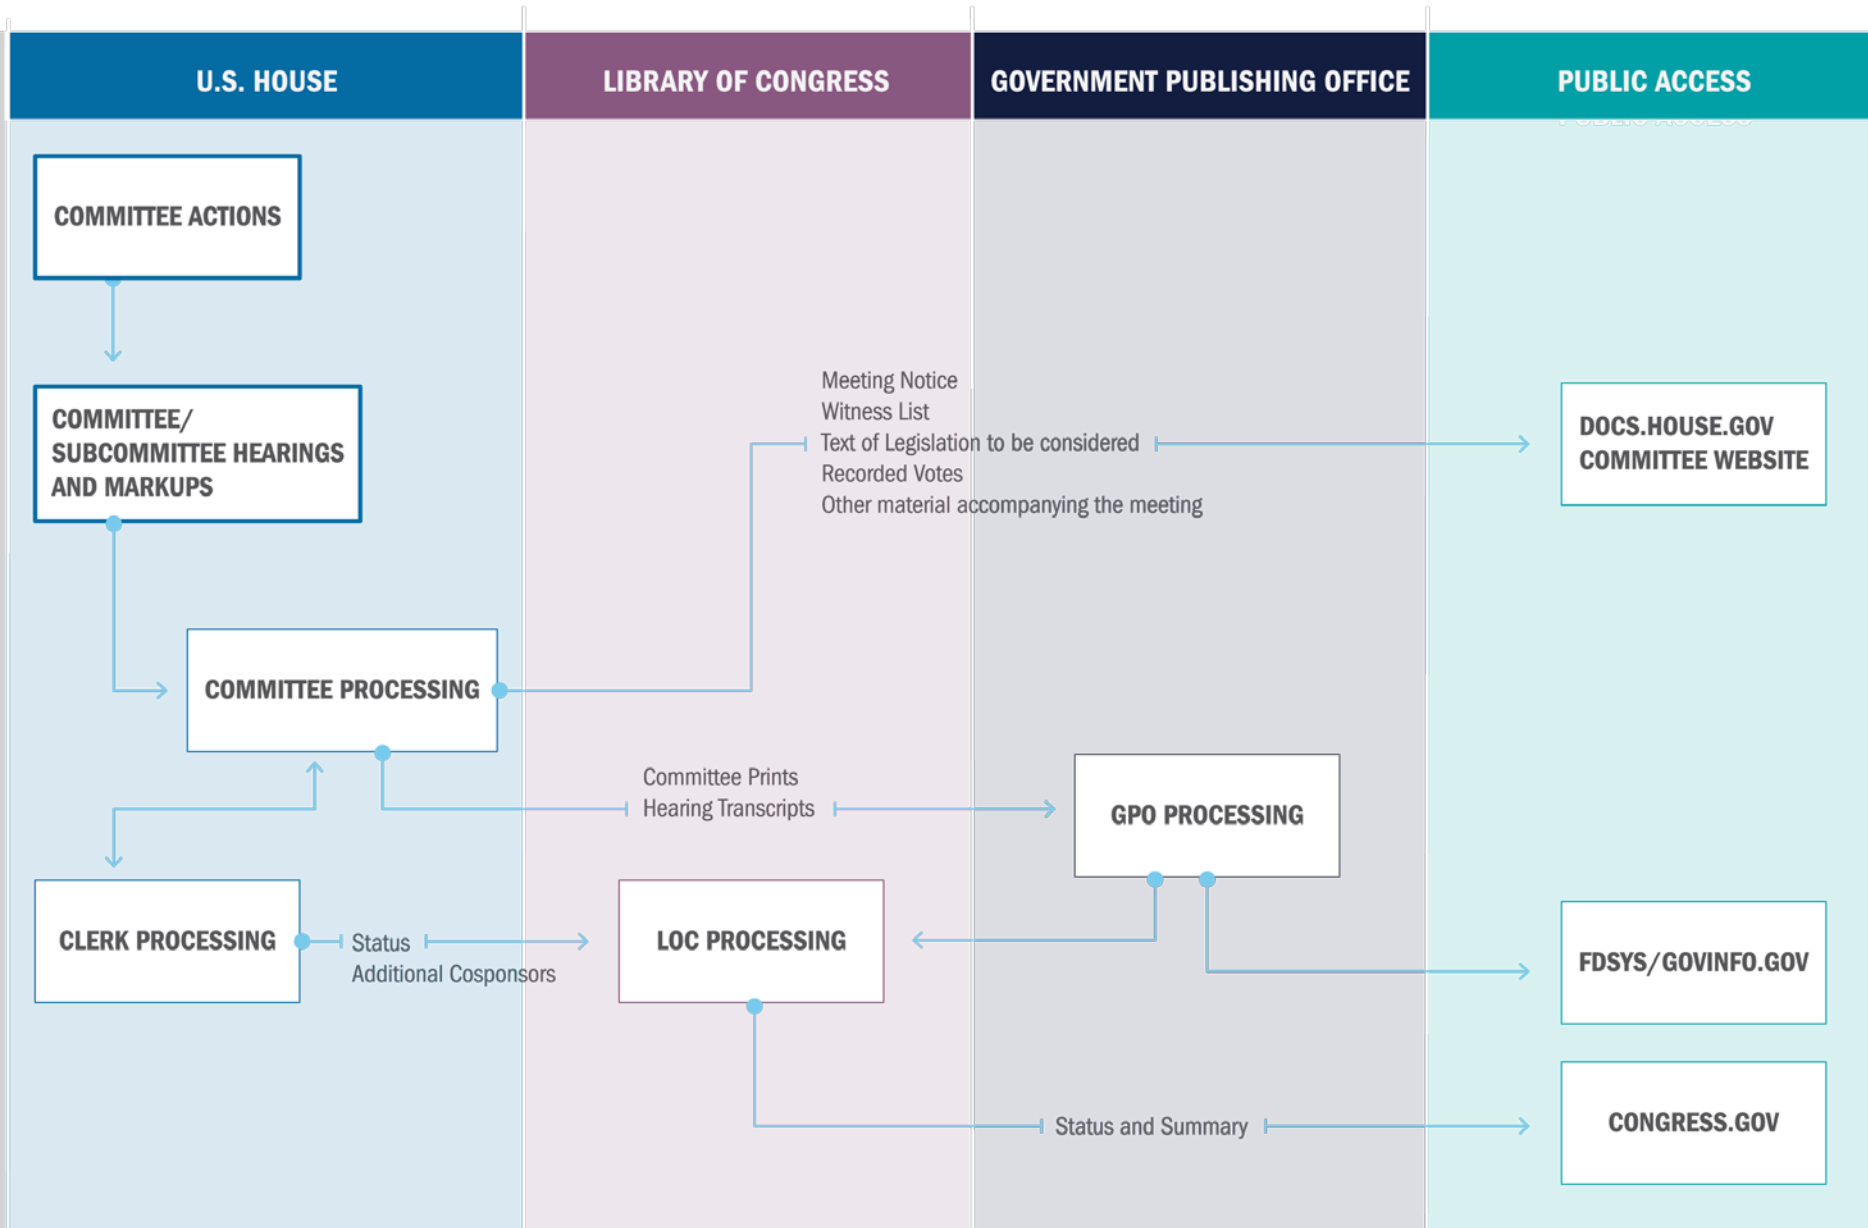 U.S. HOUSE
LIBRARY OF CONGRESS
GOVERNMENT PUBLISHING OFFICE
PUBLIC ACCESS
COMMITTEE ACTIONS
COMMITTEE/
SUBCOMMITTEE HEARINGS
AND MARKUPS
Meeting Notice
Witness List
Text of Legislation to be considered
Recorded Votes
Other material accompanying the meeting
DOCS.HOUSE.GOV
COMMITTEE WEBSITE
COMMITTEE PROCESSING
Committee Prints
Hearing Transcripts
GPO PROCESSING
CLERK PROCESSING
Status
Additional Cosponsors
LOC PROCESSING
FDSYS/GOVINFO.GOV
Status and Summary
CONGRESS.GOV